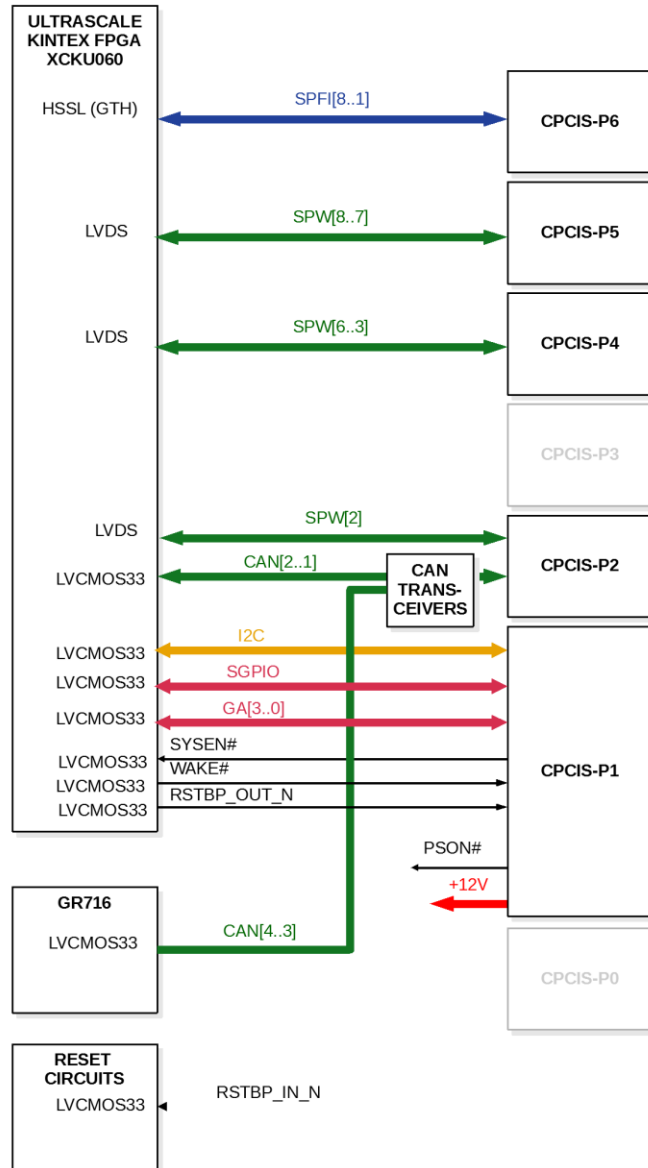 ULTRASCALE
KINTEX FPGA
XCKU060
HSSL (GTH)
SPFI[8..1]
CPCIS-P6
LVDS
SPW[8..7]
CPCIS-P5
LVDS
SPW[6..3]
CPCIS-P4
CPCIS-P3
LVDS
SPW[2]
CPCIS-P2
LVCMOS33
CAN[2..1]
CAN
TRANS-
CEIVERS
LVCMOS33
I2C
LVCMOS33
SGPIO
LVCMOS33
GA[3..0]
CPCIS-P1
LVCMOS33
SYSEN#
LVCMOS33
WAKE#
LVCMOS33
RSTBP_OUT_N
PSON#
+12V
GR716
LVCMOS33
CAN[4..3]
CPCIS-P0
RESET
CIRCUITS
LVCMOS33
RSTBP_IN_N